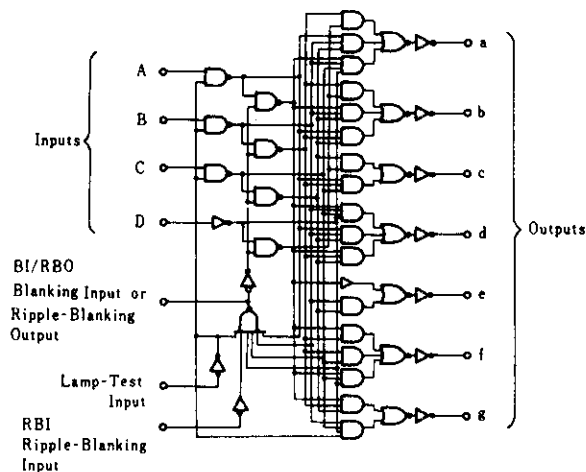 A
B
C
D
Inputs
BI/RBO
Blanking Input or
Ripple-Blanking
Output
Lamp-Test
Input
RBI
Ripple-Blanking
Input
a
b
c
d
e
f
g
Outputs